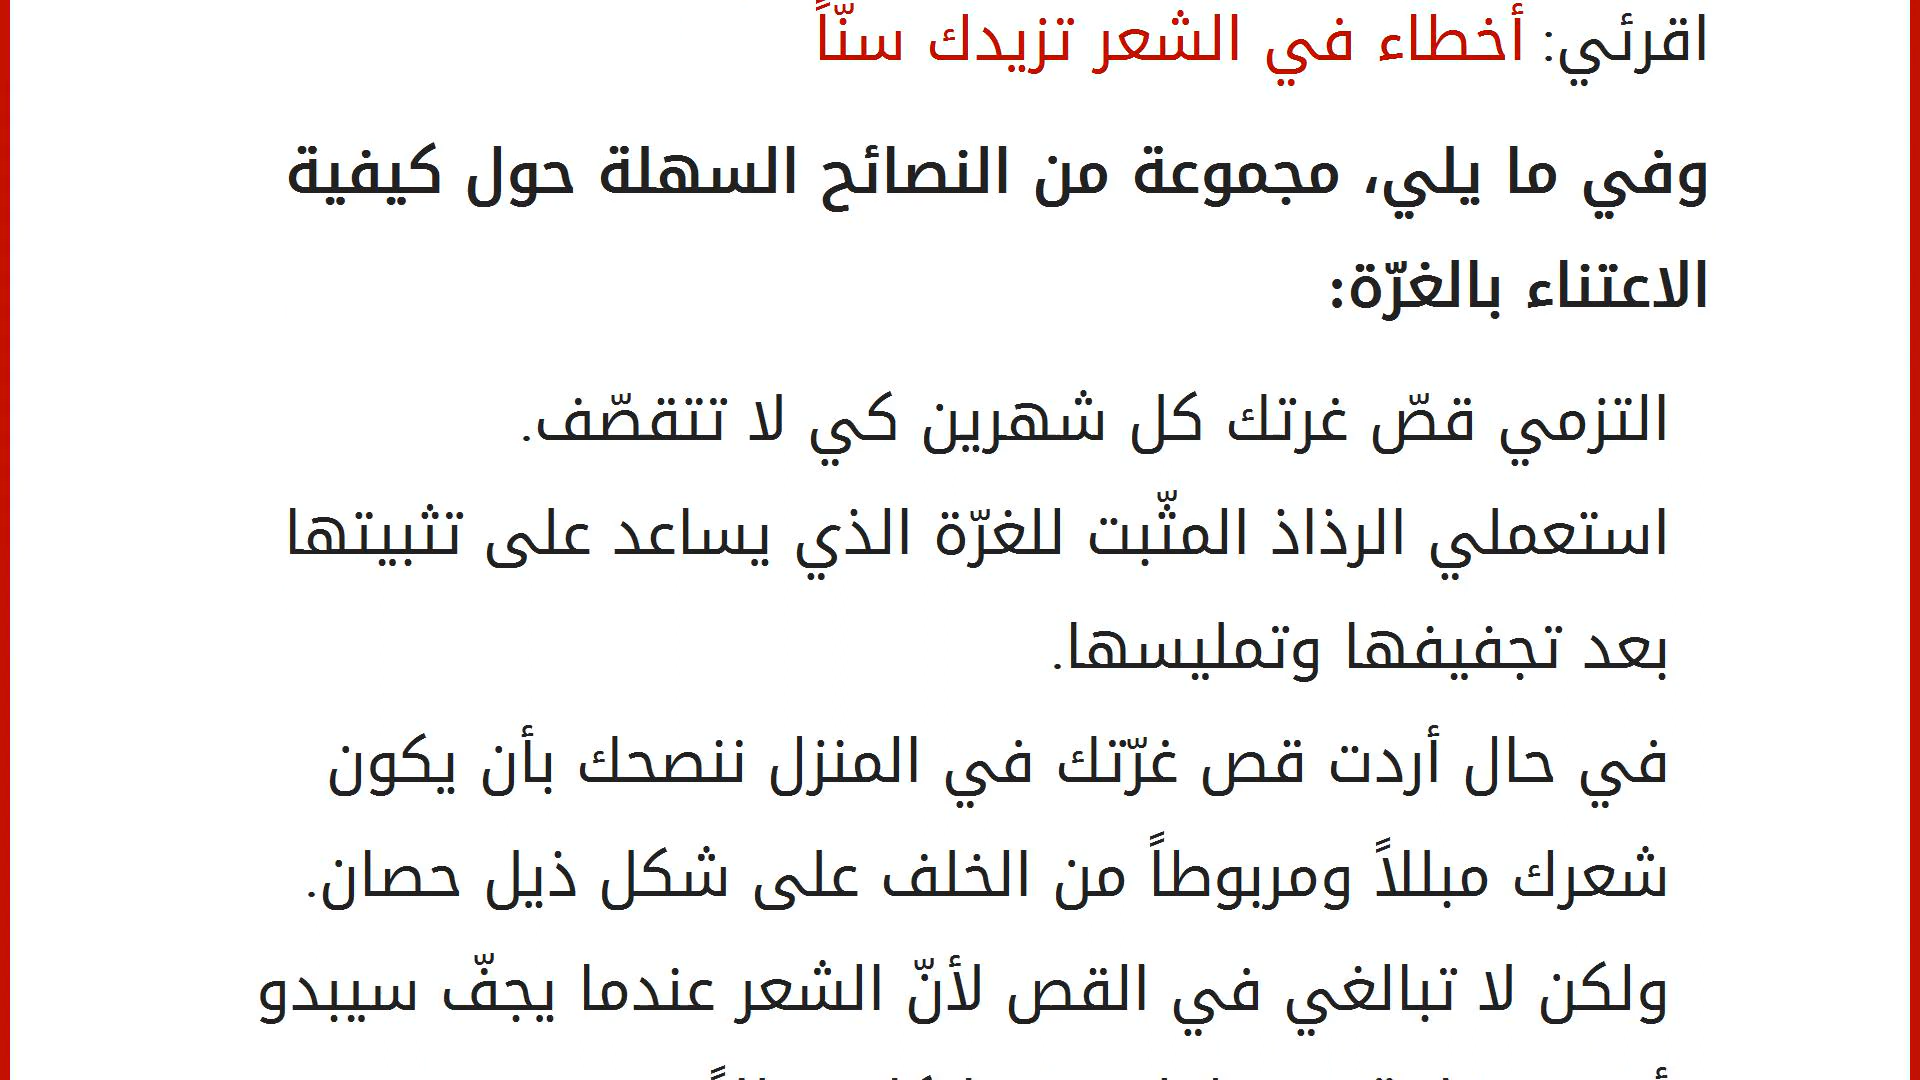 اقرئي: أخطاء في الشعر تزيدك سنّاً
وفي ما يلي، مجموعة من النصائح السهلة حول كيفية
الاعتناء بالغرّة:
التزمي قصّ غرتك كل شهرين كي لا تتقصّف.
استعملي الرذاذ المثّبت للغرّة الذي يساعد على تثبيتها
بعد تجفيفها وتمليسها.
في حال أردت قص غرّتك في المنزل ننصحك بأن يكون
شعرك مبللاً ومربوطاً من الخلف على شكل ذيل حصان.
ولكن لا تبالغي في القص لأنّ الشعر عندما يجفّ سيبدو